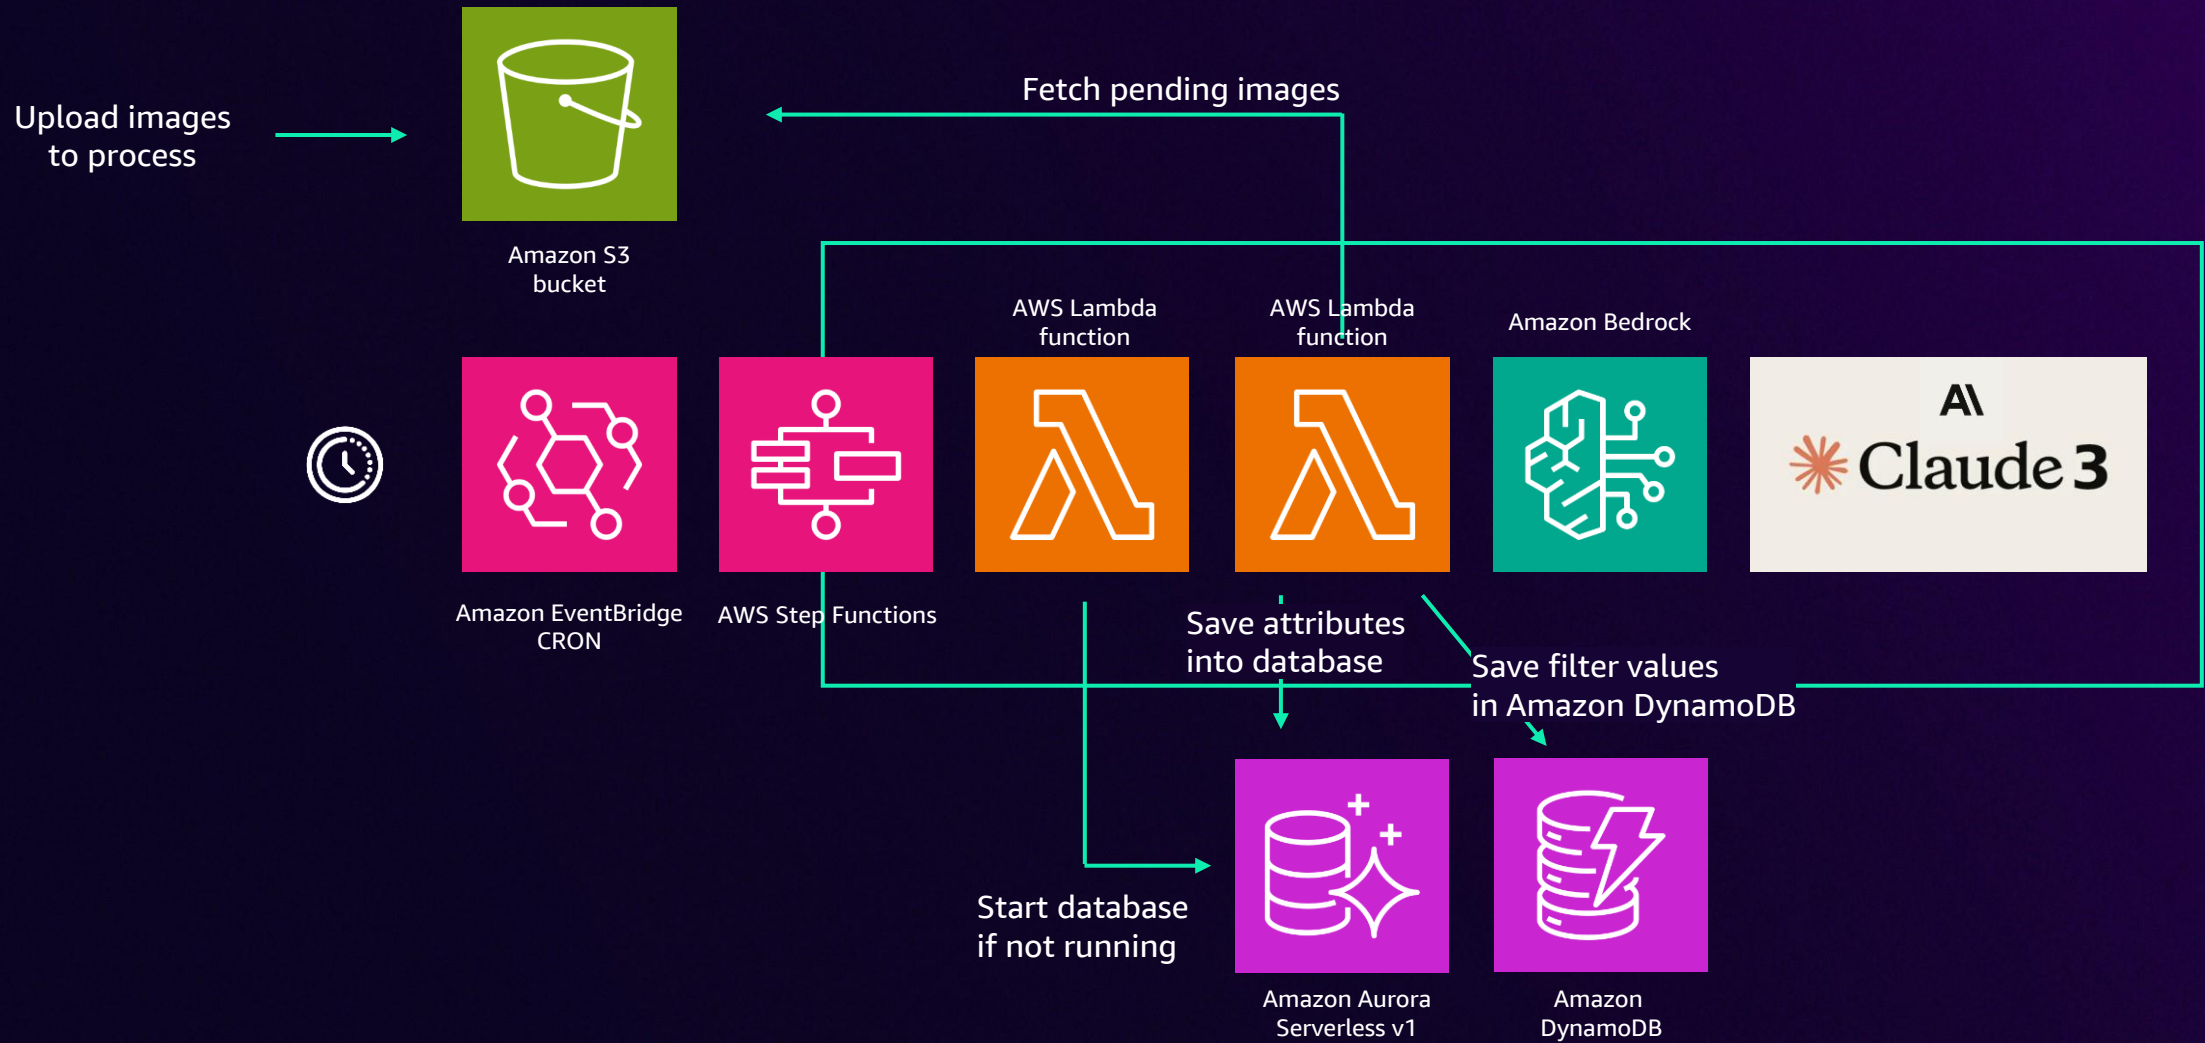 Fetch pending images
Upload images
to process
Amazon S3
bucket
AWS Lambda
function
AWS Lambda
function
Amazon Bedrock
A\
Claude 3
Amazon EventBridge
CRON
AWS Step Functions
Save attributes
into database
Save filter values
in Amazon DynamoDB
Start database
if not running
Amazon Aurora
Serverless v1
Amazon
DynamoDB